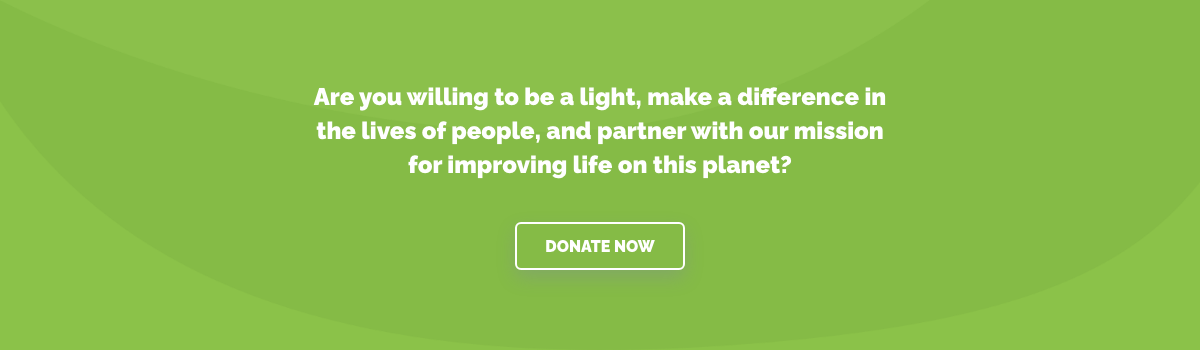 Are you willing to be a light, make a difference in
the lives of people, and partner with our mission
for improving life on this planet?
DONATE NOW